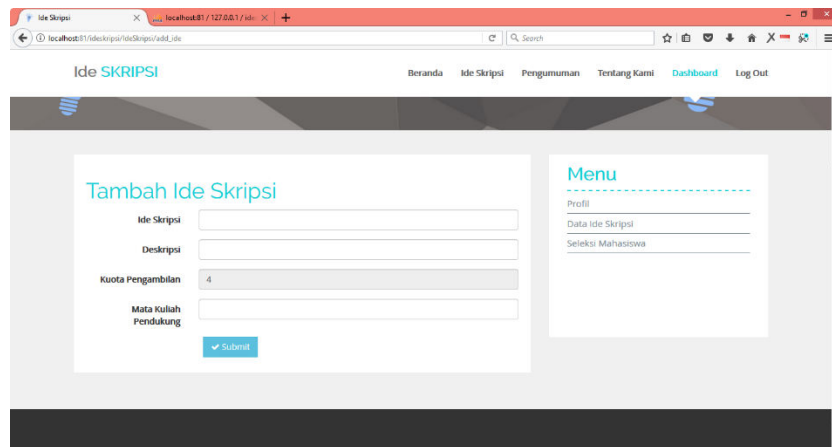 Ide Skripsi
localhost:81 / 127.0.0.1 / ide
localhost:81/ideskripsi/IdeSkripsi/add_ide
Search
Ide SKRIPSI
Beranda Ide Skripsi Pengumuman Tentang Kami Dashboard Log Out
Tambah Ide Skripsi
Ide Skripsi
Deskripsi
Kuota Pengambilan 4
Mata Kuliah
Pendukung
Submit
Menu
Profil
Data Ide Skripsi
Seleksi Mahasiswa